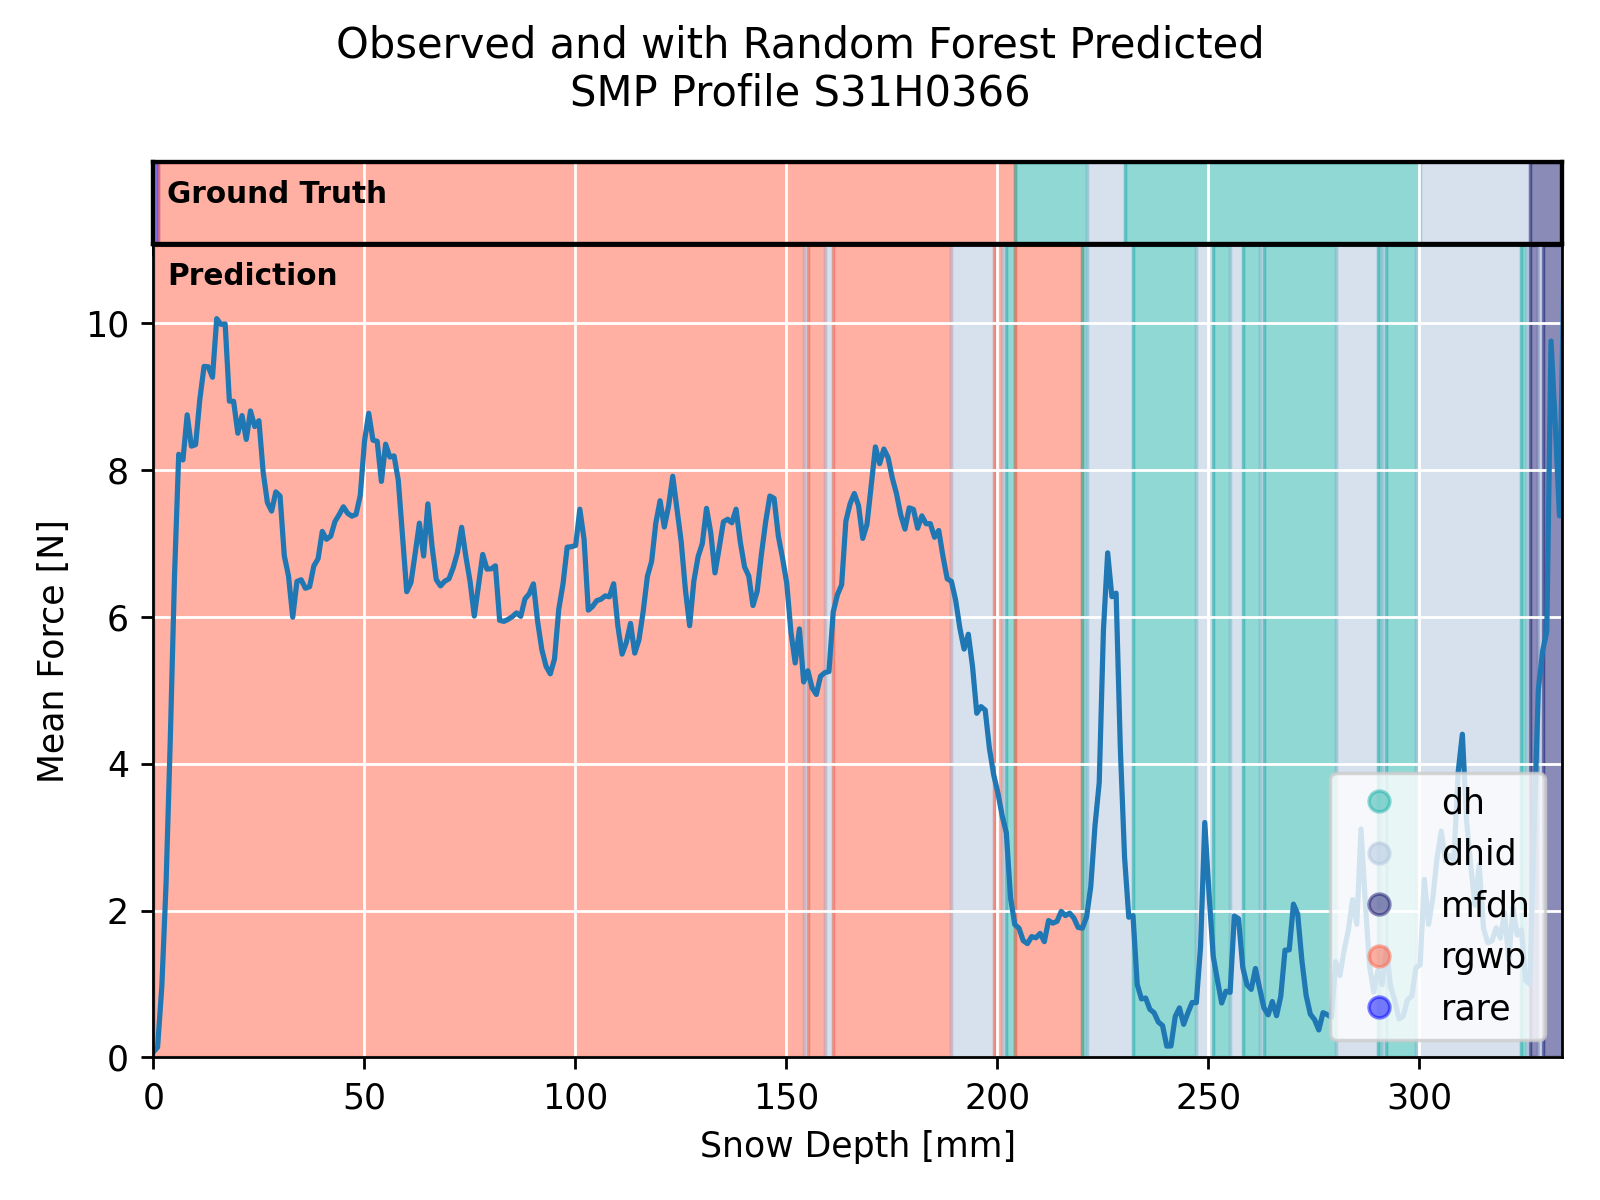 Observed and with Random Forest Predicted
SMP Profile S31H0366
Ground Truth
Prediction
10
8
6
4
2
0
Mean Force [N]
dh
dhid
mfdh
rgwp
rare
0 50 100 150 200 250 300
Snow Depth [mm]